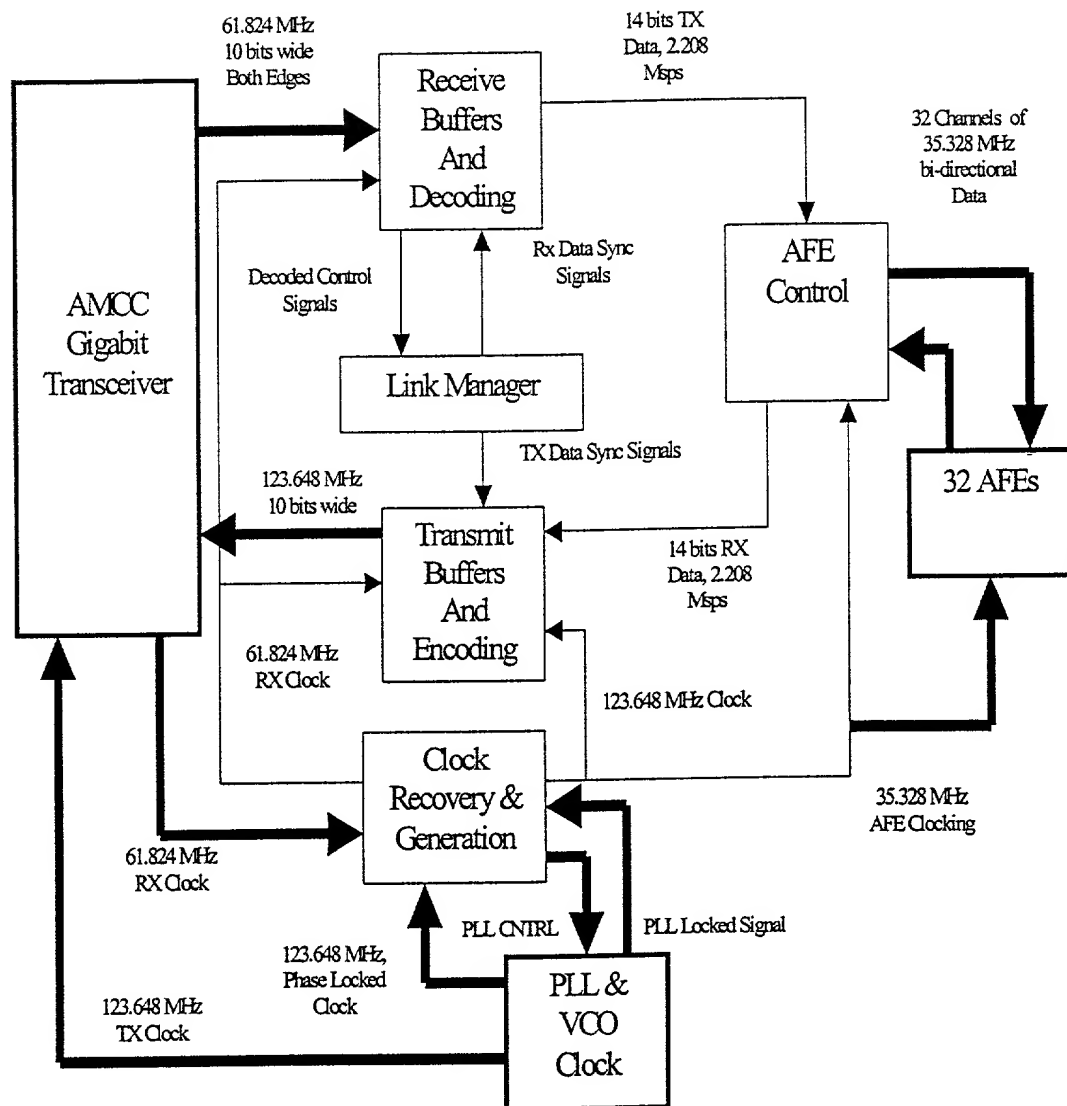 61.824 MHz
10 bits wide
Both Edges
14 bits TX
Data, 2.208
Msps
Receive
Buffers
And
Decoding
32 Channels of
35.328 MHz
bi-directional
Data
AMCC
Gigabit
Transceiver
AFE
Control
Decoded Control
Signals
Rx Data Sync
Signals
Link Manager
TX Data Sync Signals
123.648 MHz
10 bits wide
32 AFEs
Transmit
Buffers
And
Encoding
14 bits RX
Data, 2.208
Msps
61.824 MHz
RX Clock
123.648 MHz Clock
Clock
Recovery &
Generation
35.328 MHz
AFE Clocking
61.824 MHz
RX Clock
PLL CNTRL
PLL Locked Signal
123.648 MHz,
Phase Locked
Clock
123.648 MHz
TX Clock
PLL &
VCO
Clock